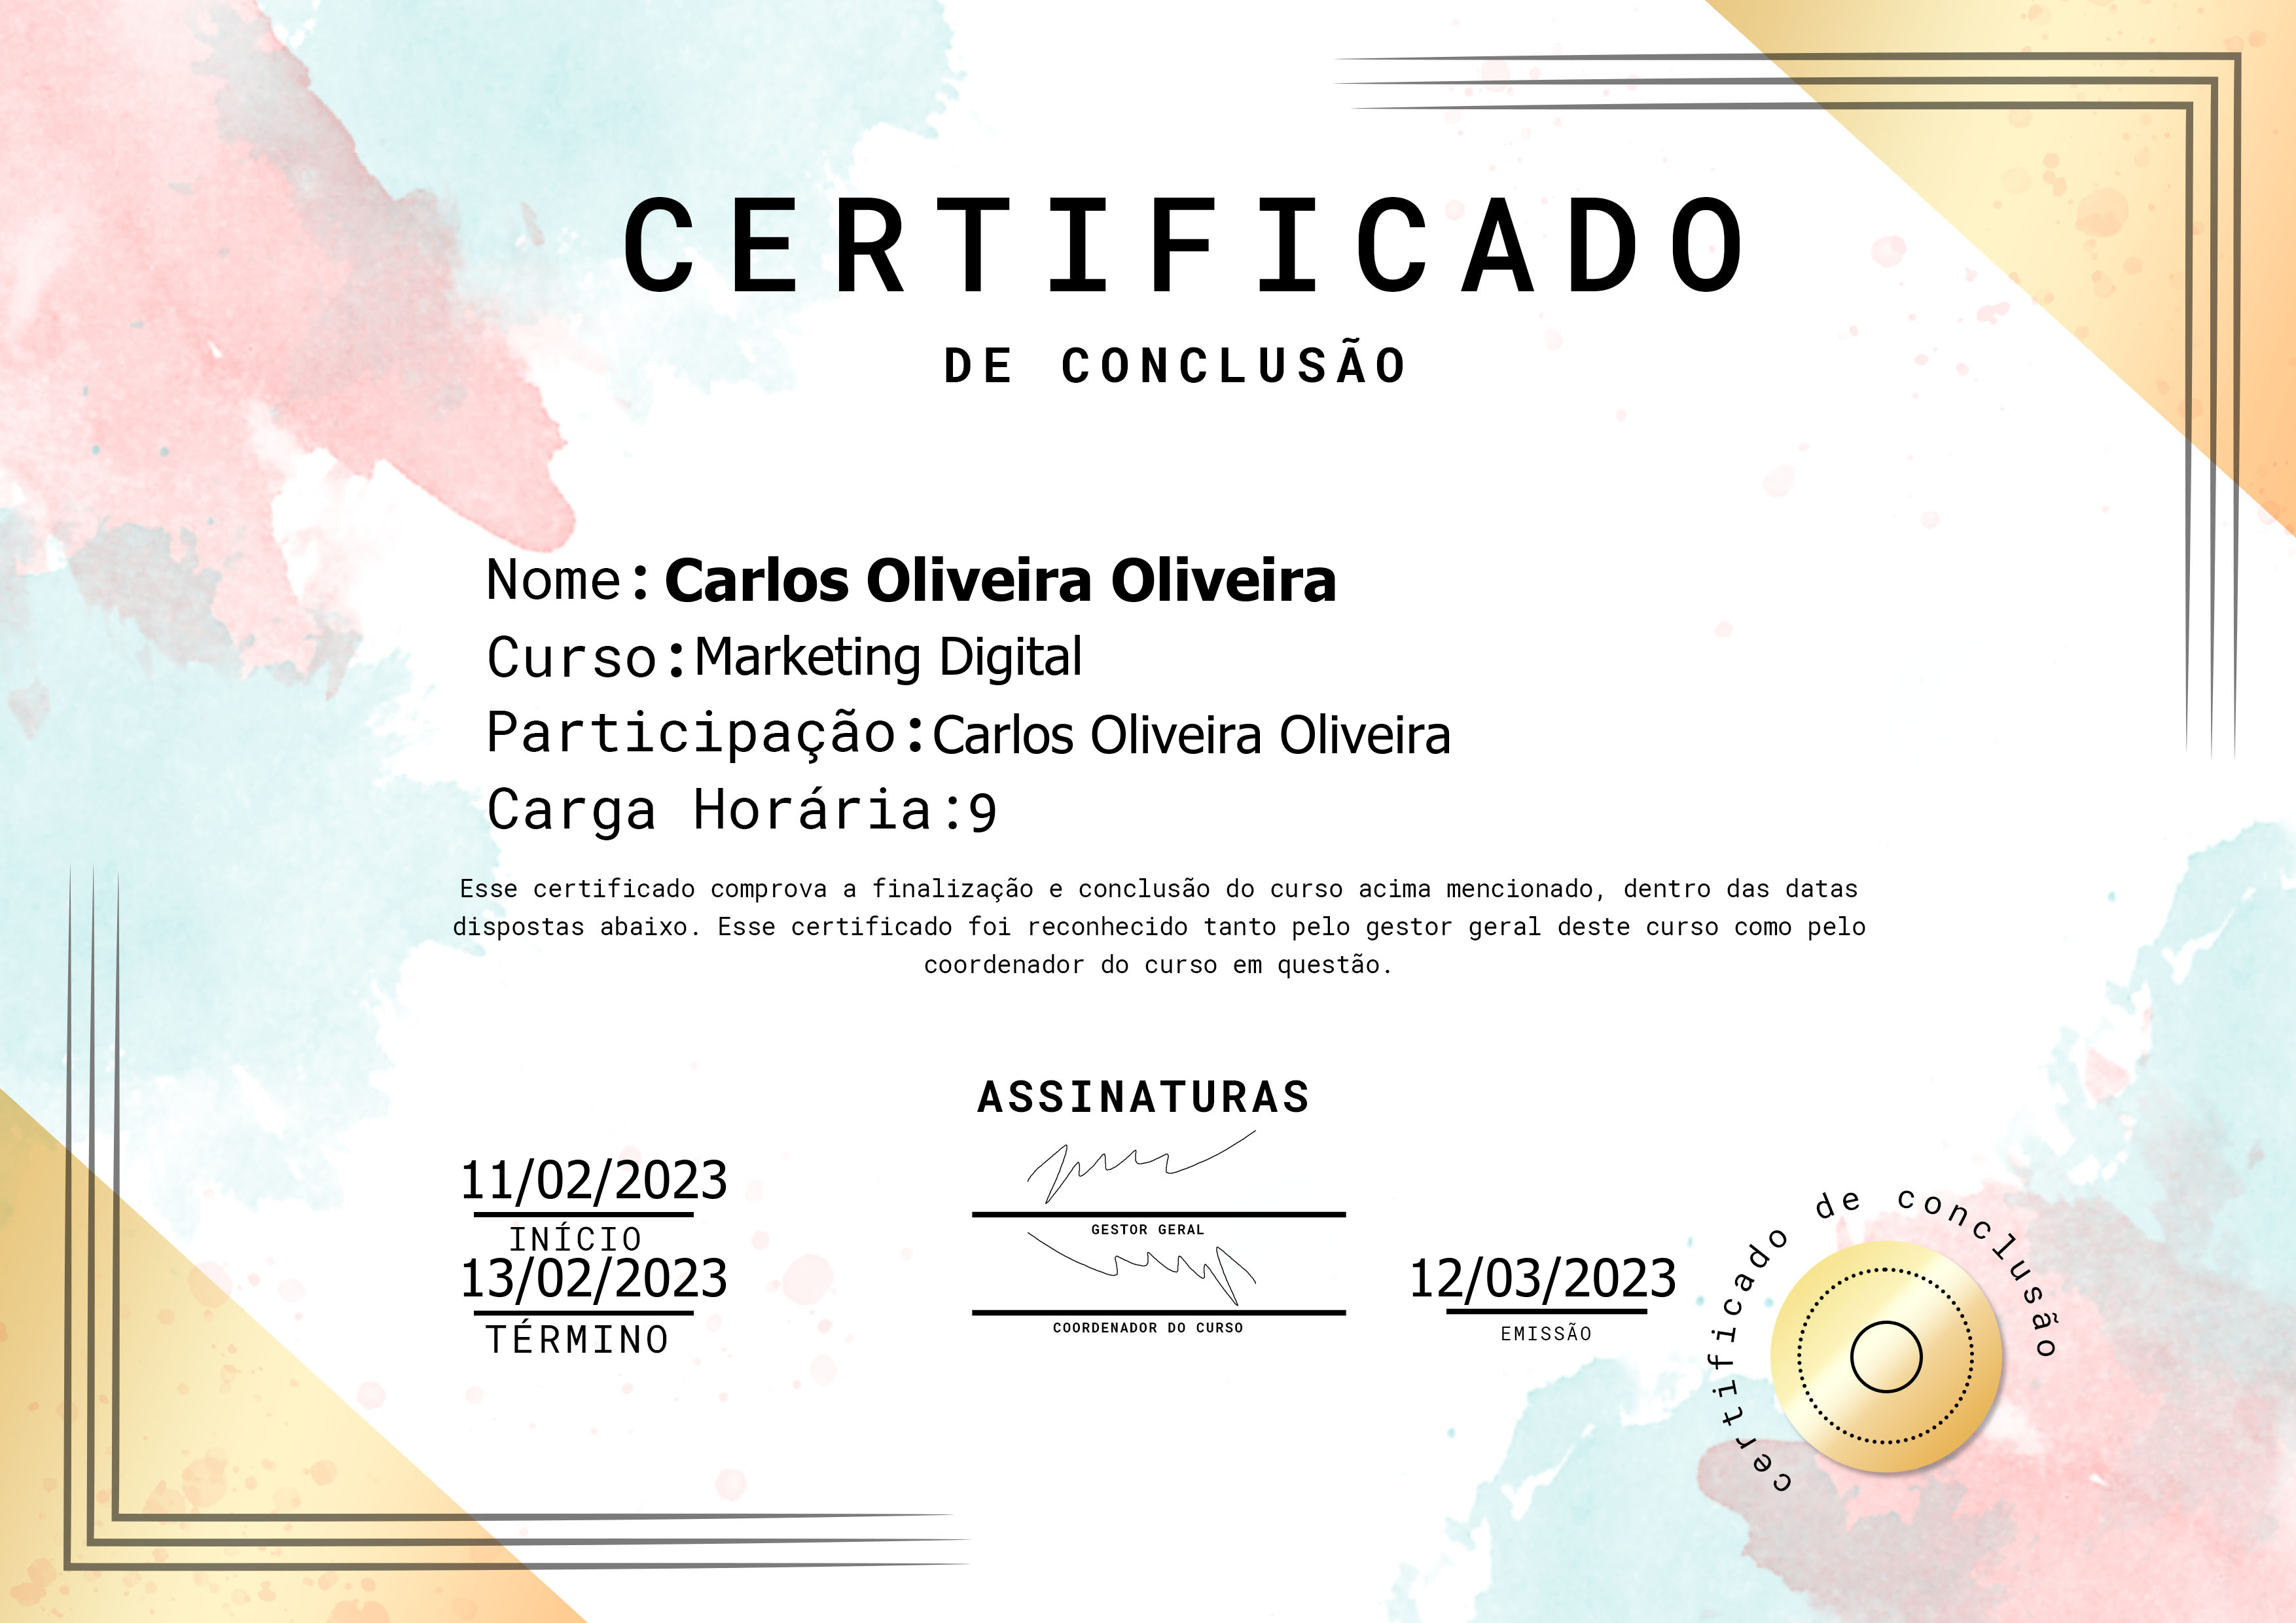 CERTIFICADO
DE CONCLUSÃO
Nome: Carlos Oliveira Oliveira
Curso: Marketing Digital
Participação: Carlos Oliveira Oliveira
Carga Horária: 9
Esse certificado comprova a finalização e conclusão do curso acima mencionado, dentro das datas
dispostas abaixo. Esse certificado foi reconhecido tanto pelo gestor geral deste curso como pelo
coordenador do curso em questão.
ASSINATURAS
11/02/2023
INÍCIO
GESTOR GERAL
13/02/2023
TÉRMINO
COORDENADOR DO CURSO
12/03/2023
EMISSÃO
certificado de conclusão